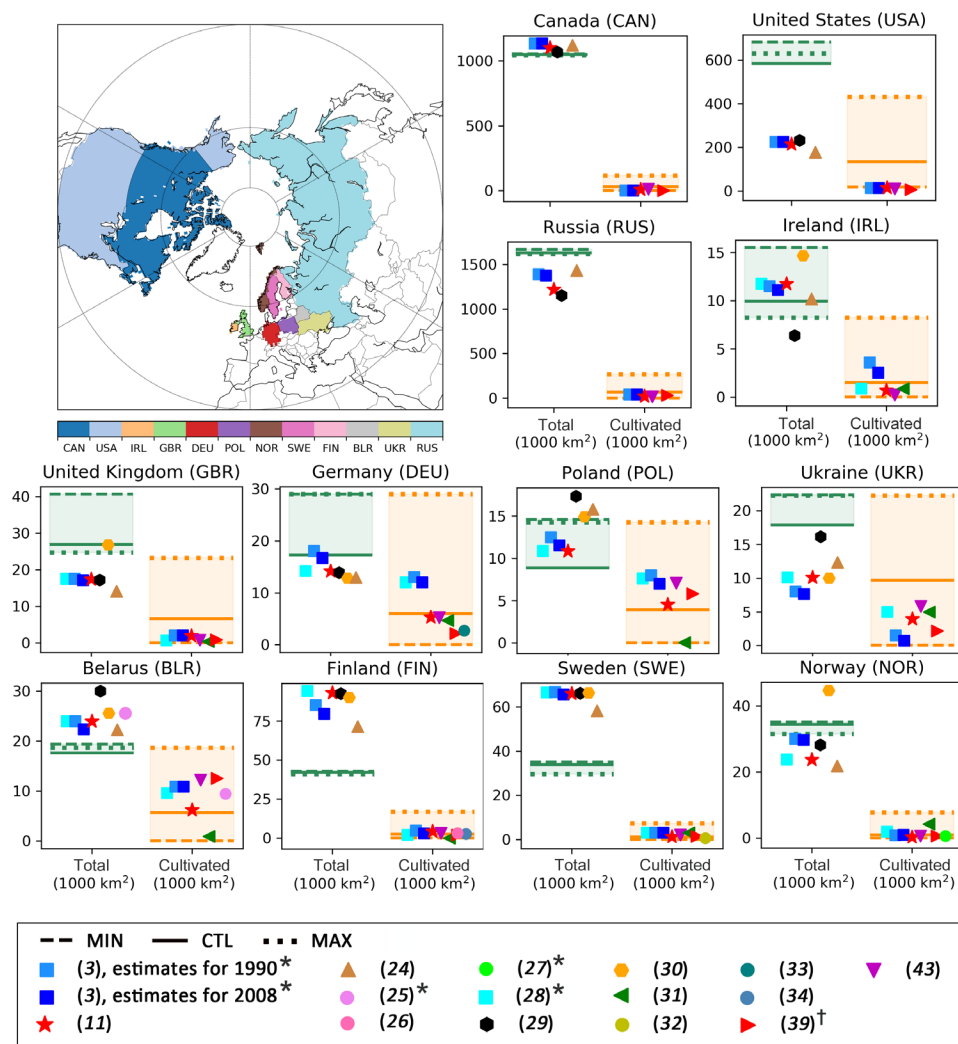 Canada (CAN)
1000
500
0
United States (USA)
600
400
200
0
Russia (RUS)
1500
1000
500
0
Total
(1000 km²)
Cultivated
(1000 km²)
Ireland (IRL)
15
10
5
0
Total
(1000 km²)
Cultivated
(1000 km²)
CAN USA IRL GBR DEU POL NOR SWE FIN BLR UKR RUS
United Kingdom (GBR)
40
30
20
10
0
Germany (DEU)
30
20
10
0
Poland (POL)
20
15
10
5
0
Ukraine (UKR)
20
15
10
5
0
Belarus (BLR)
30
20
10
0
Total
(1000 km²)
Cultivated
(1000 km²)
Finland (FIN)
75
50
25
0
Total
(1000 km²)
Cultivated
(1000 km²)
Sweden (SWE)
60
40
20
0
Total
(1000 km²)
Cultivated
(1000 km²)
Norway (NOR)
40
20
0
Total
(1000 km²)
Cultivated
(1000 km²)
MIN CTL MAX
(3), estimates for 1990* (24) (27)* (30) (33) (43)
(3), estimates for 2008* (25)* (28)* (31) (34)
(11) (26) (29) (32) (39)†